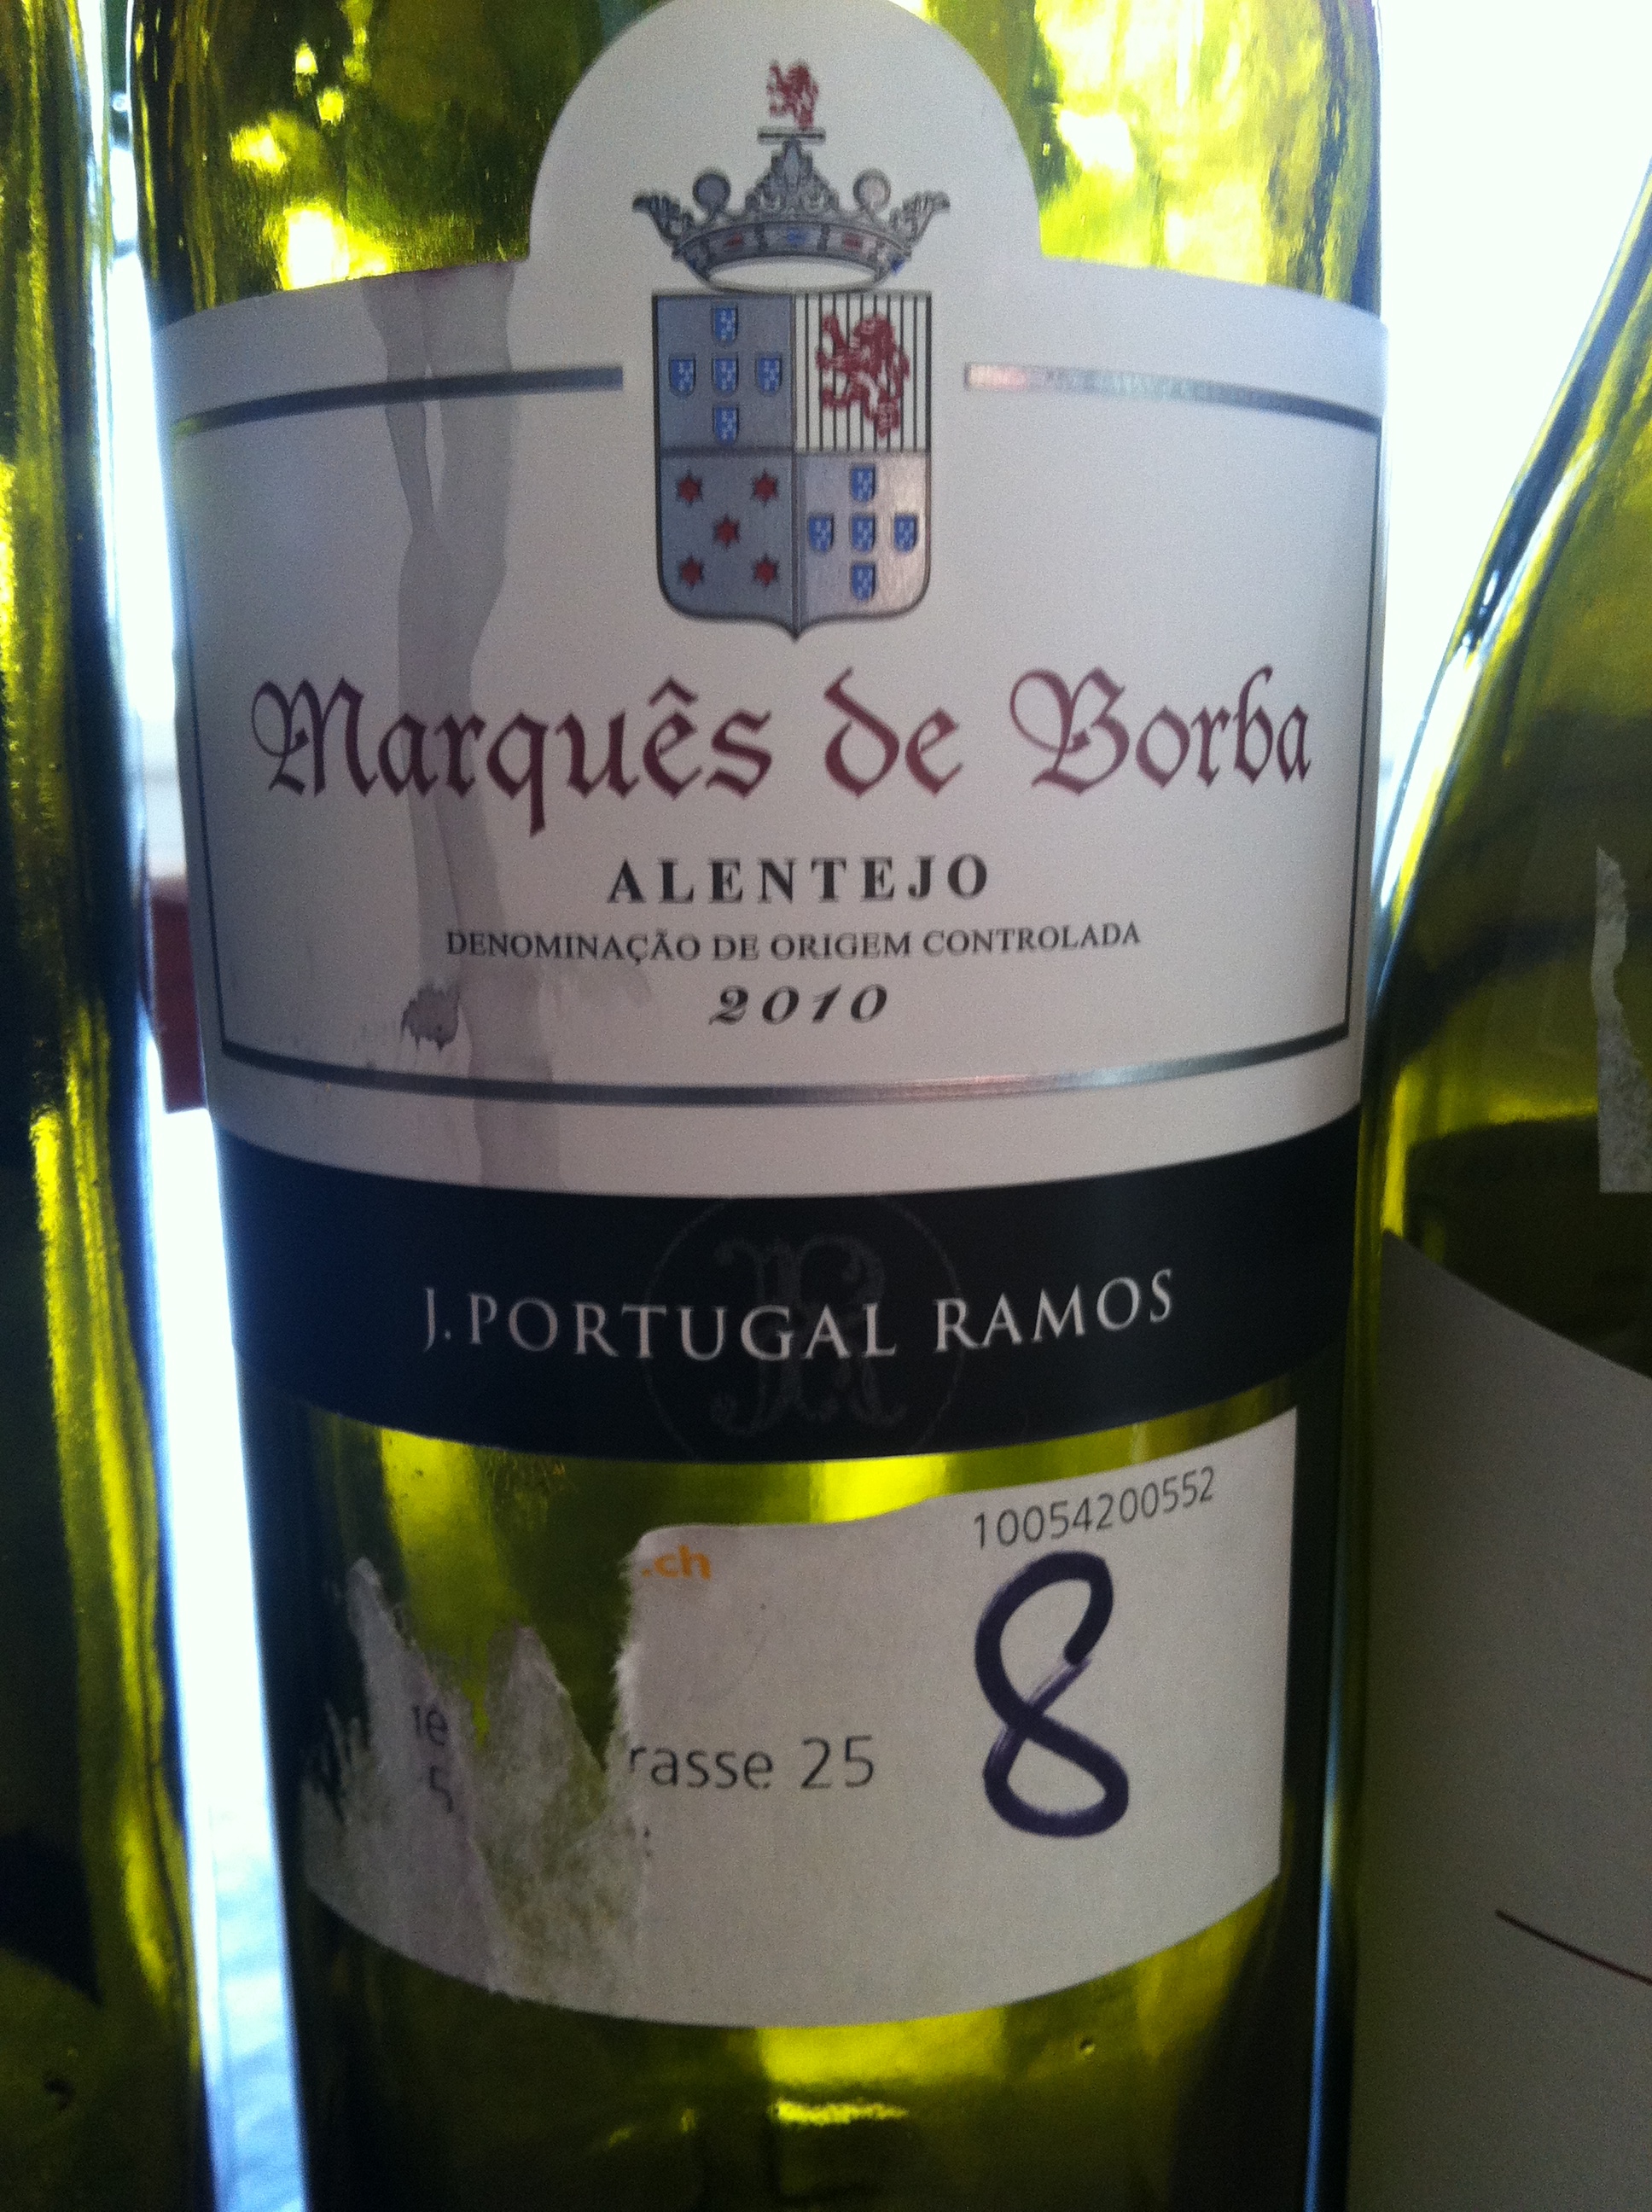 Marquês de Borba
ALENTEJO
DENOMINAÇÃO DE ORIGEM CONTROLADA
2010
J. PORTUGAL RAMOS
10054200552
.ch
8
rasse 25